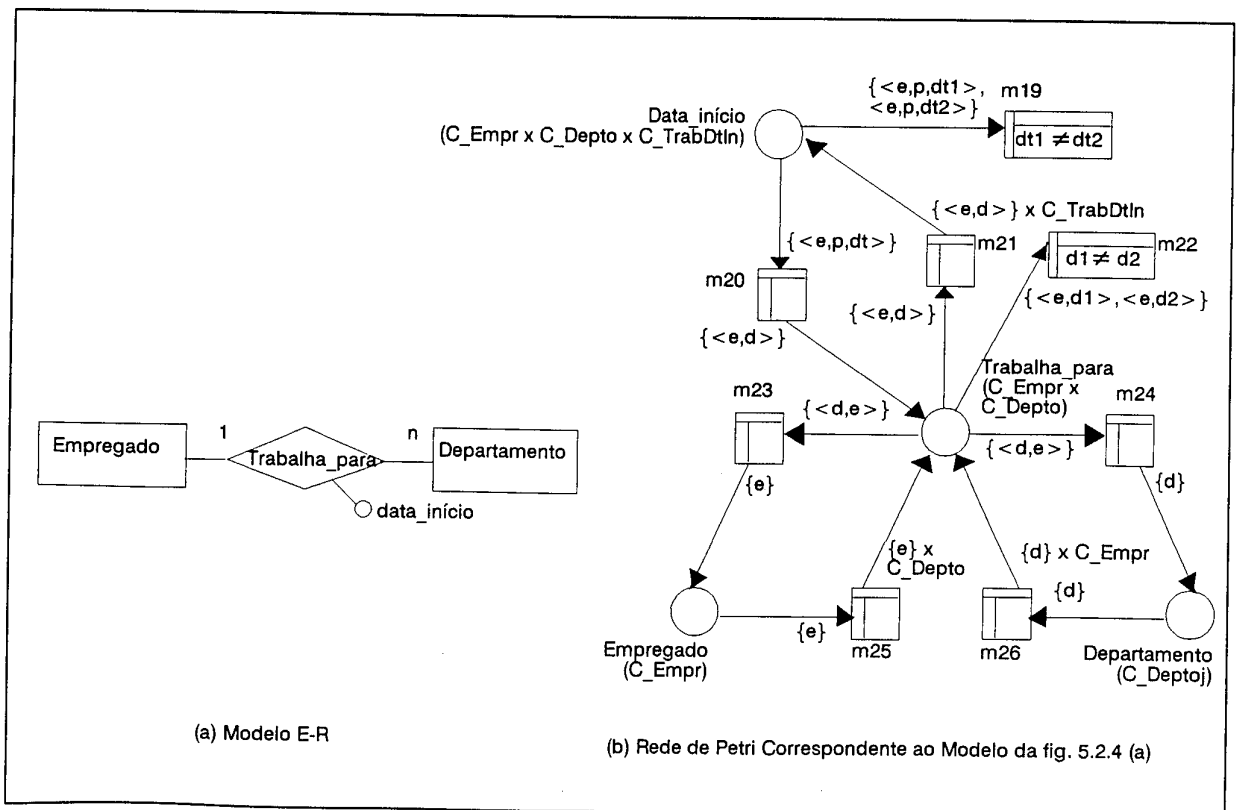 {<e,p,dt1>,
<e,p,dt2>}
m19
Data_início
(C_Empr x C_Depto x C_TrabDtIn)
dt1 ≠dt2
{<e,d>} x C_TrabDtIn
{<e,p,dt>}
m21
m22
d1≠ d2
m20
{<e,d>}
{<e,d1>,<e,d2>}
{<e,d>}
Trabalha_para
(C_Empr x
C_Depto)
m23
m24
{<d,e>}
{<d,e>}
Empregado
1
Trabalha_para
n
Departamento
data_início
{e}
{d}
{e} x
C_Depto
{d} x C_Empr
{d}
{e}
Empregado
(C_Empr)
m25
m26
Departamento
(C_Deptoj)
(a) Modelo E-R
(b) Rede de Petri Correspondente ao Modelo da fig. 5.2.4 (a)